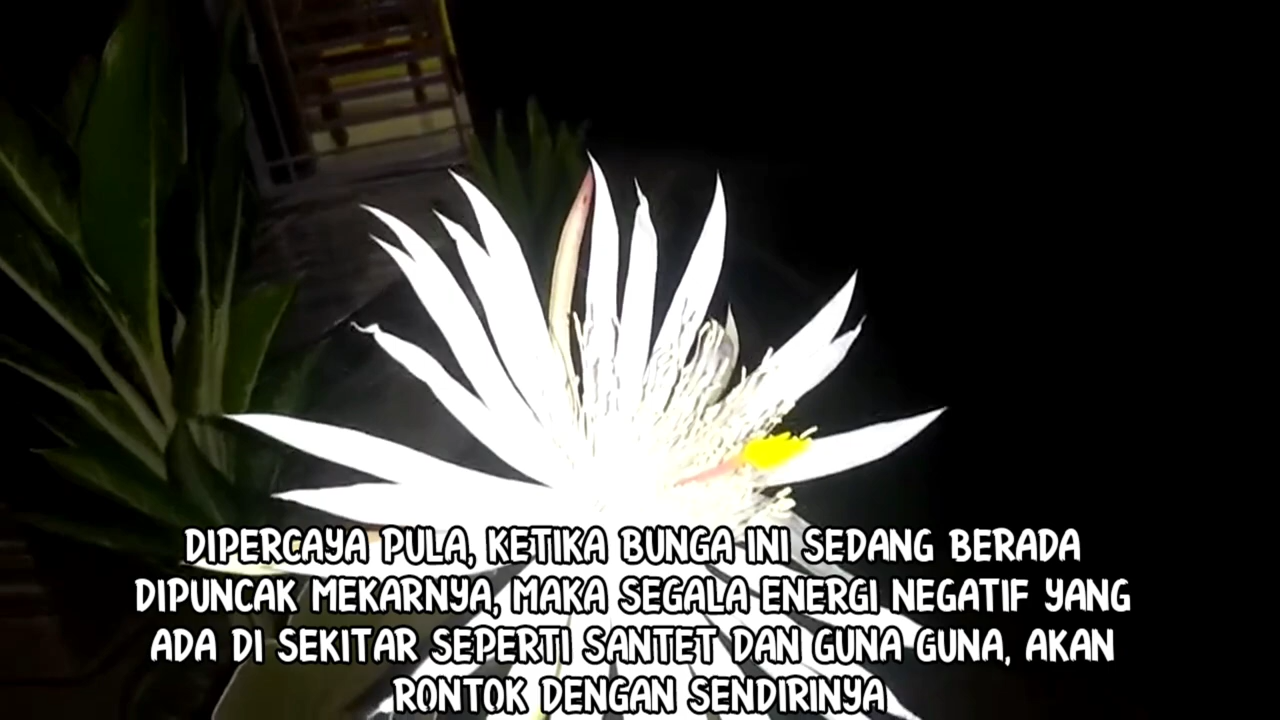 DIPERCAYA PULA, KETIKA BUNGA INI SEDANG BERADA
DIPUNCAK MEKARNYA, MAKA SEGALA ENERGI NEGATIF YANG
ADA DI SEKITAR SEPERTI SANTET DAN GUNA GUNA, AKAN
RONTOK DENGAN SENDIRINYA